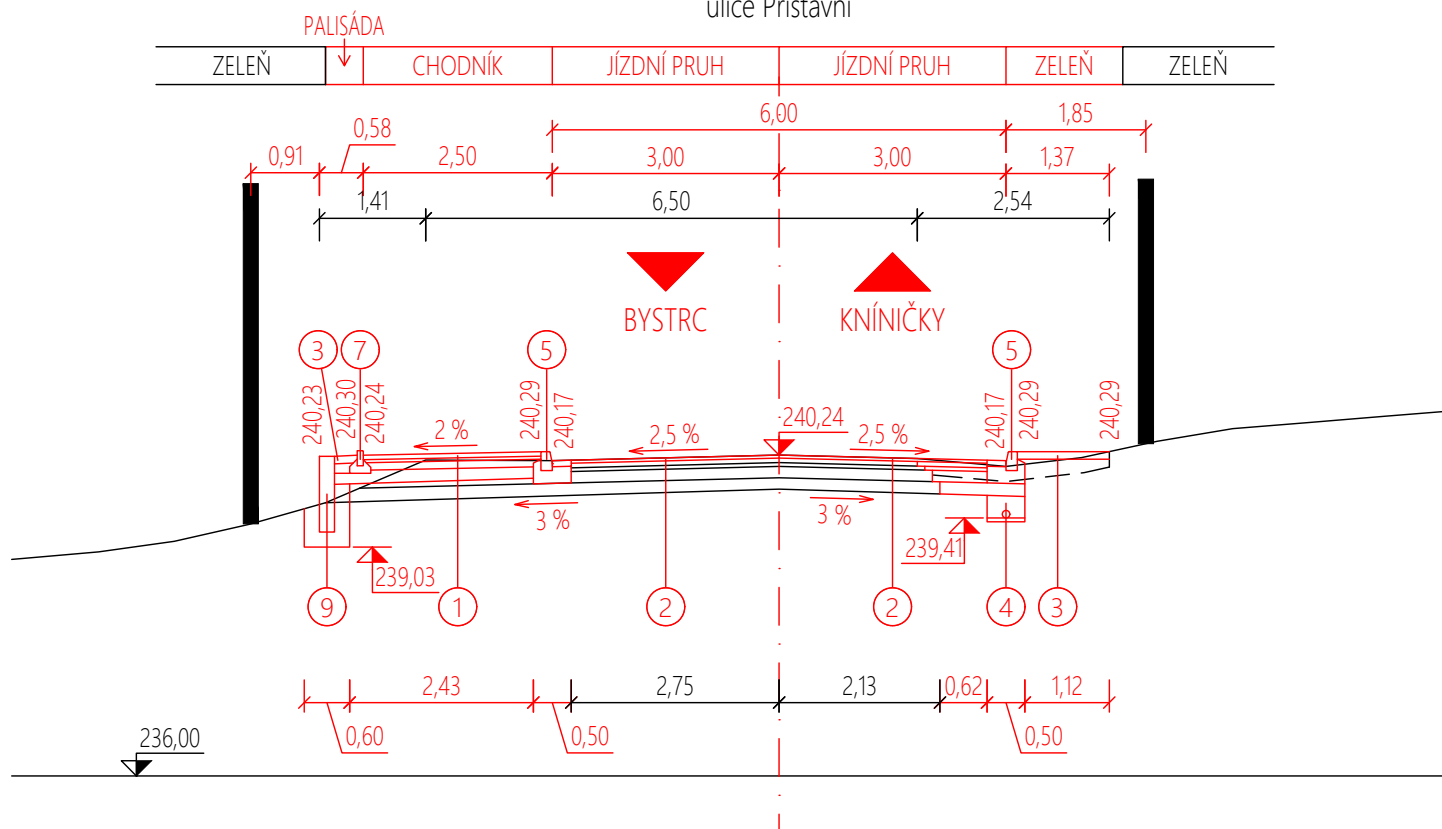 ulice Přístavní
PALISÁDA
ZELEŇ CHODNÍK JÍZDNÍ PRUH JÍZDNÍ PRUH ZELEŇ ZELEŇ
6,00 1,85
0,58
0,91 2,50 3,00 3,00 1,37
1,41 6,50 2,54
BYSTRC KNÍNIČKY
3 7 5 5
240,23 240,30 240,24 240,29 240,17 240,17 240,29 240,29
240,24
2 % 2,5 % 2,5 %
3 % 3 %
239,41
239,03
9 1 2 2 4 3
2,43 2,75 2,13 0,62 1,12
0,60 0,50 0,50
236,00